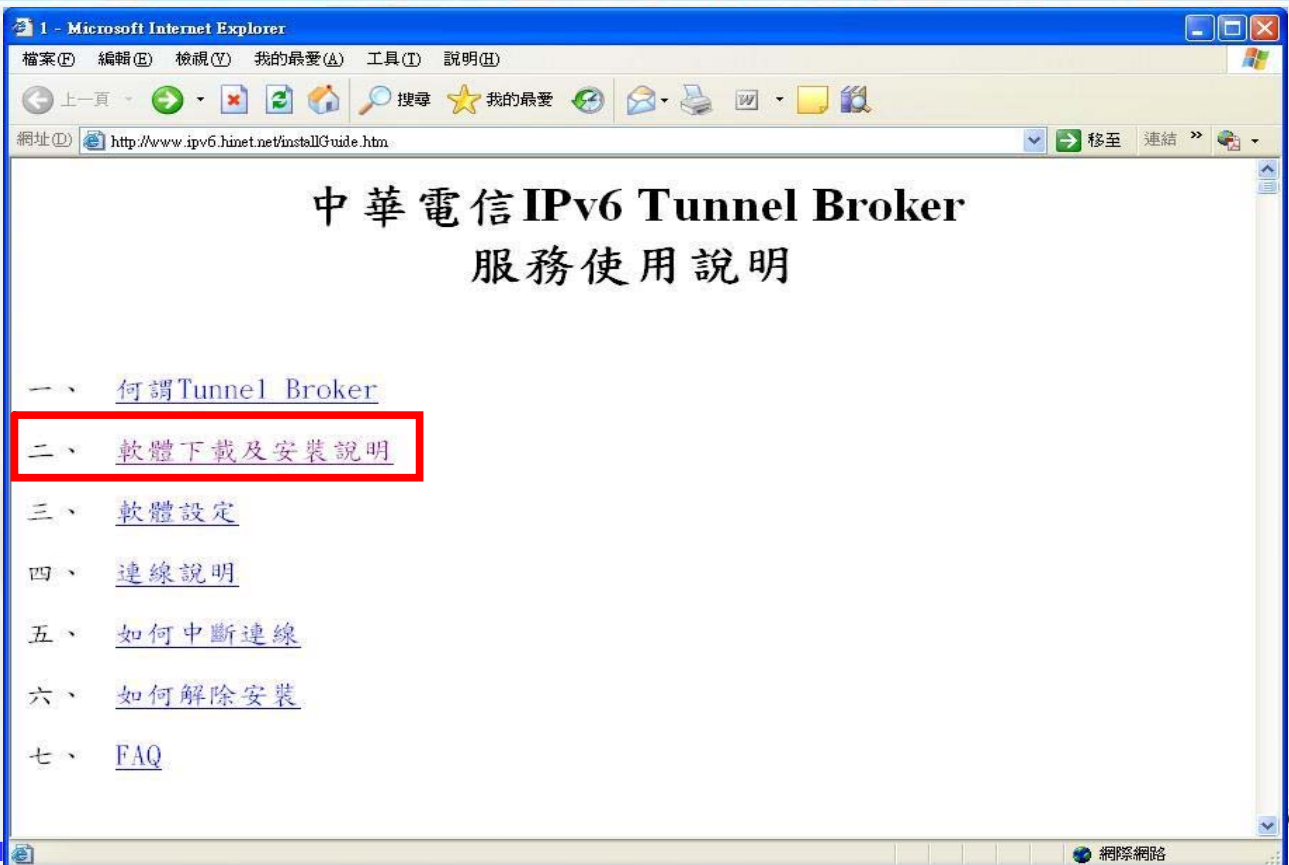 1 - Microsoft Internet Explorer
檔案(F) 編輯(E) 檢視(V) 我的最愛(A) 工具(T) 說明(H)
上一頁 搜尋 我的最愛
網址(D) http://www.ipv6.hinet.net/installGuide.htm 移至 連結 »
中華電信IPv6 Tunnel Broker
服務使用說明
一、 何謂Tunnel Broker
二、 軟體下載及安裝說明
三、 軟體設定
四、 連線說明
五、 如何中斷連線
六、 如何解除安裝
七、 FAQ
網際網路